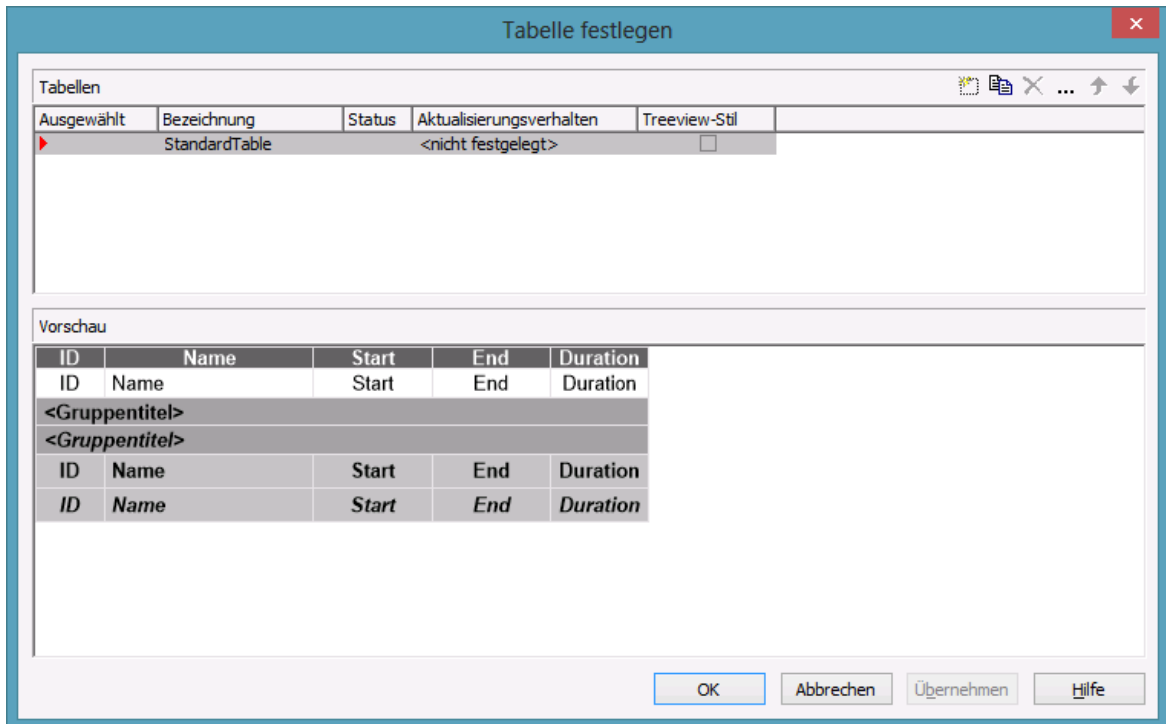 Tabelle festlegen
Tabellen ...
Ausgewählt Bezeichnung Status Aktualisierungsverhalten Treeview-Stil
StandardTable <nicht festgelegt>
Vorschau
ID Name Start End Duration
ID Name Start End Duration
<Gruppentitel>
<Gruppentitel>
ID Name Start End Duration
ID Name Start End Duration
OK Abbrechen Übernehmen Hilfe